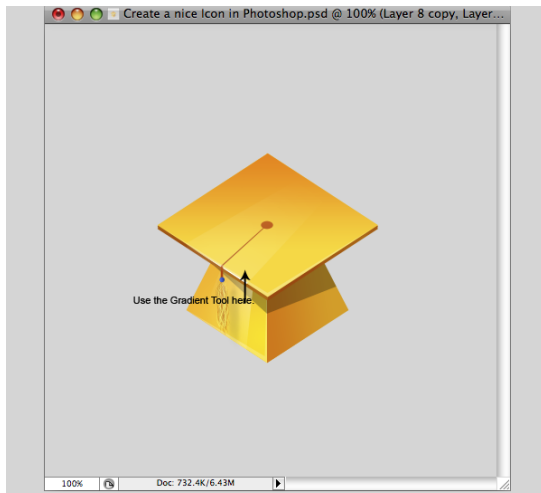 Create a nice Icon in Photoshop.psd @ 100% (Layer 8 copy, Layer...
Use the Gradient Tool here.
100%
Doc: 732.4K/6.43M